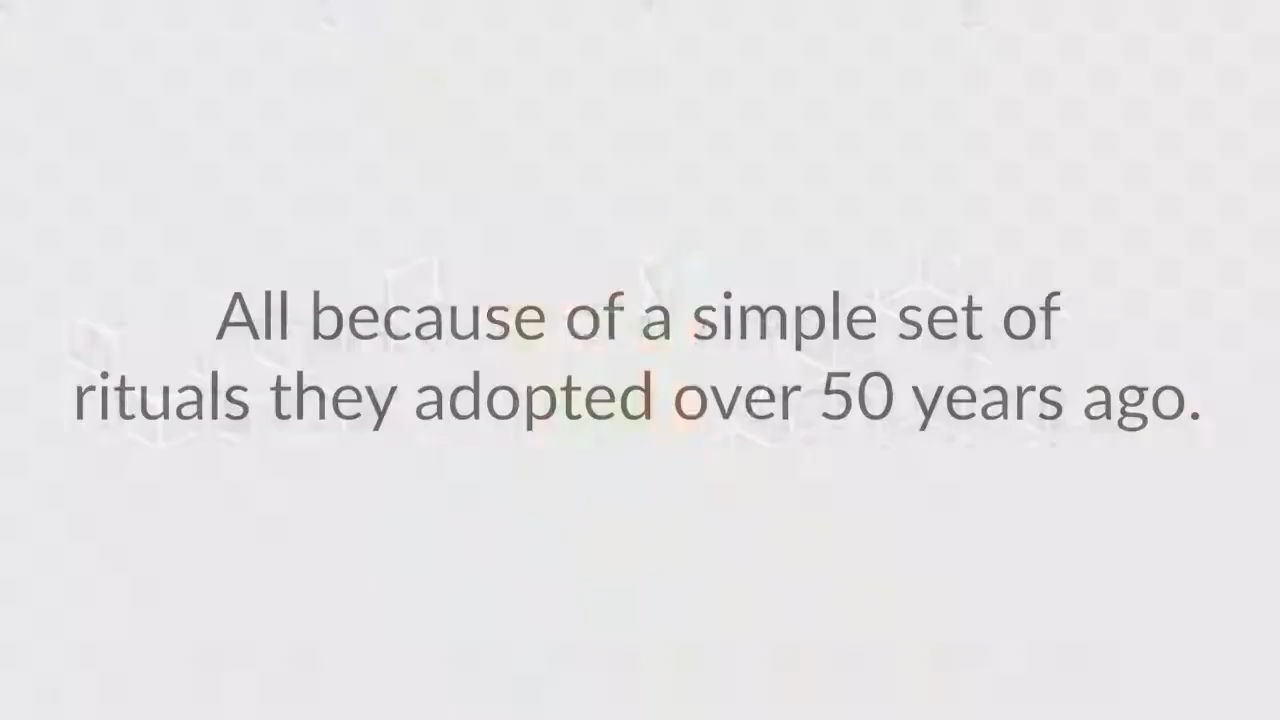 All because of a simple set of
rituals they adopted over 50 years ago.